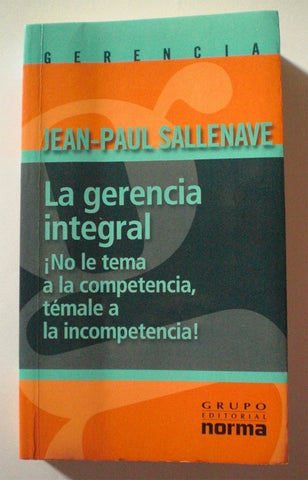 GERENCIA
JEAN-PAUL SALLENAVE
La gerencia
integral
¡No le tema
a la competencia,
témale a
la incompetencia!
GRUPO
EDITORIAL
norma